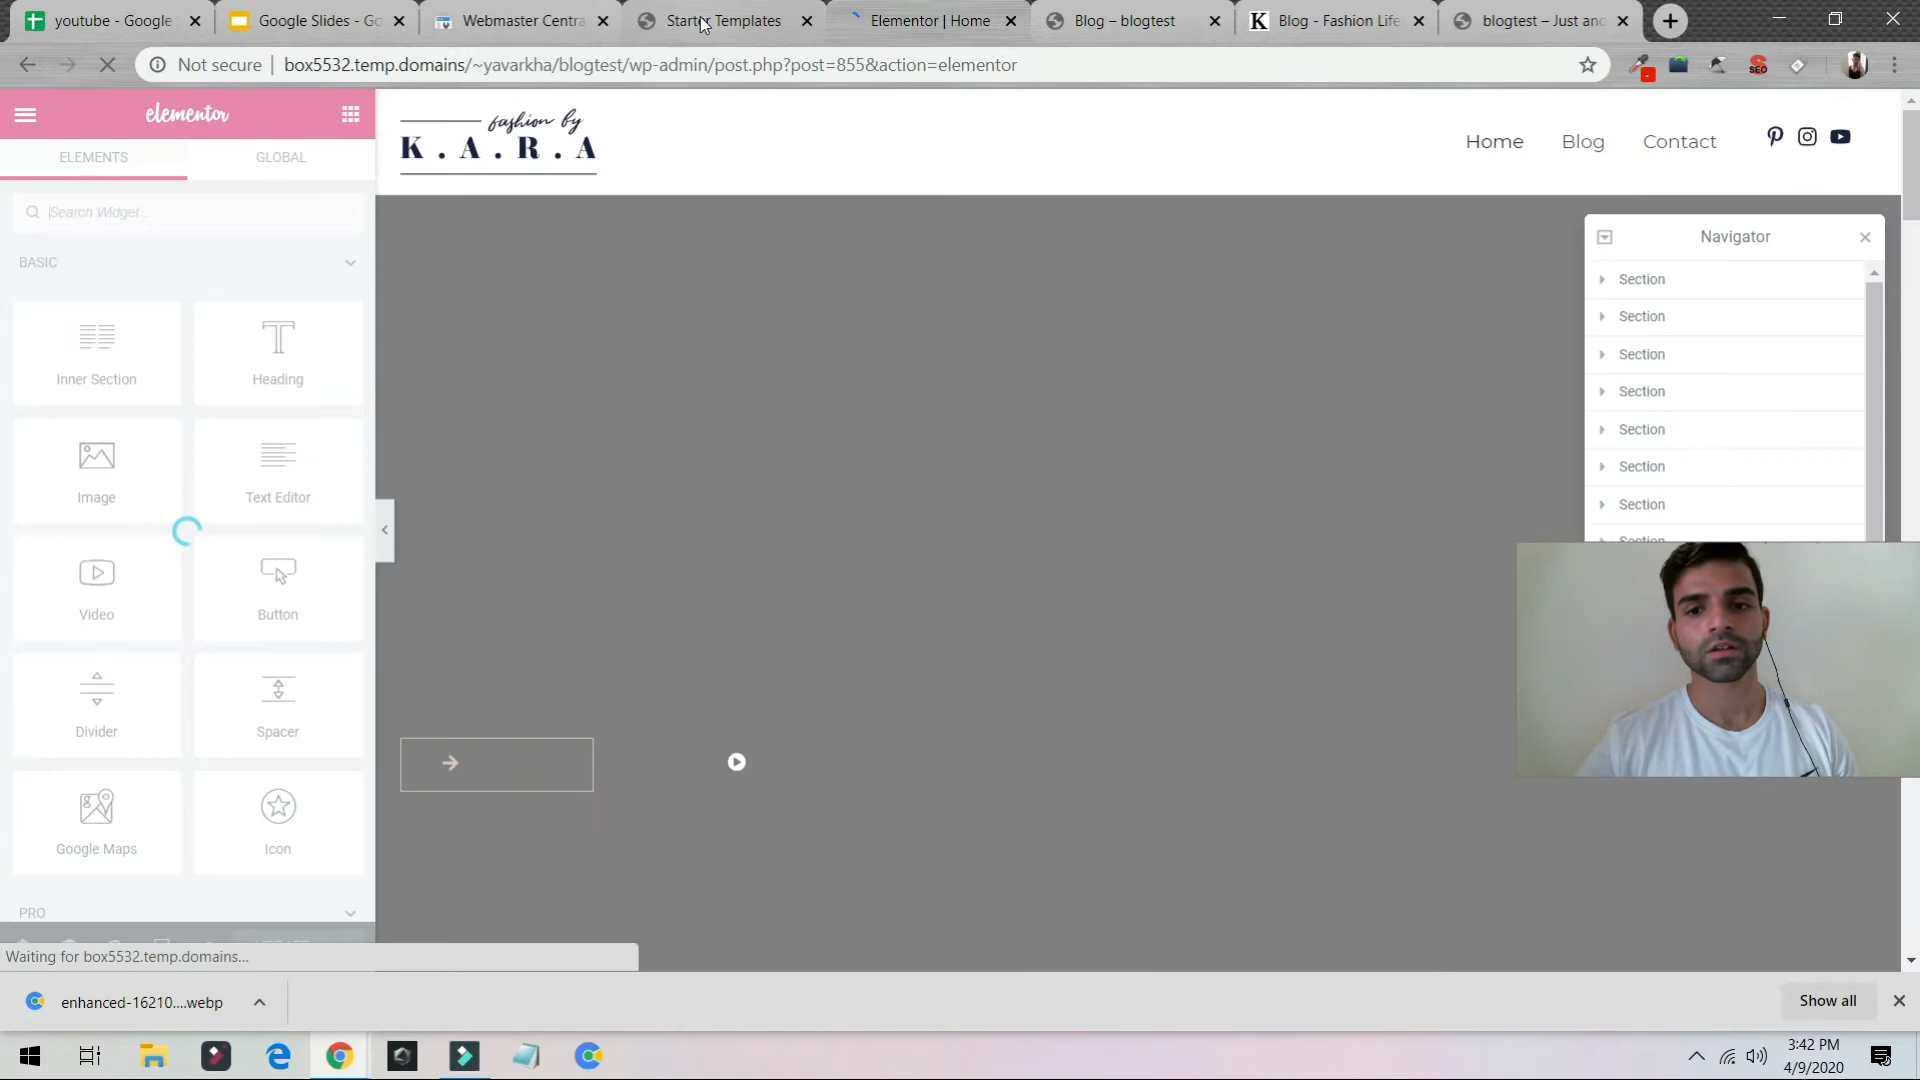 youtube - Google
Google Slides - Go
Webmaster Centra
Starter Templates
Elementor | Home
Blog – blogtest
Blog - Fashion Life
blogtest – Just an
Not secure
box5532.temp.domains/~yavarkha/blogtest/wp-admin/post.php?post=855&action=elementor
SEO
elementor
ELEMENTS
GLOBAL
Search Widget...
BASIC
Inner Section
Heading
Image
Text Editor
Video
Button
Divider
Spacer
Google Maps
Icon
PRO
fashion by
K.A.R.A
Home
Blog
Contact
Navigator
Section
Section
Section
Section
Section
Section
Section
Section
Waiting for box5532.temp.domains...
enhanced-16210....webp
Show all
3:42 PM
4/9/2020